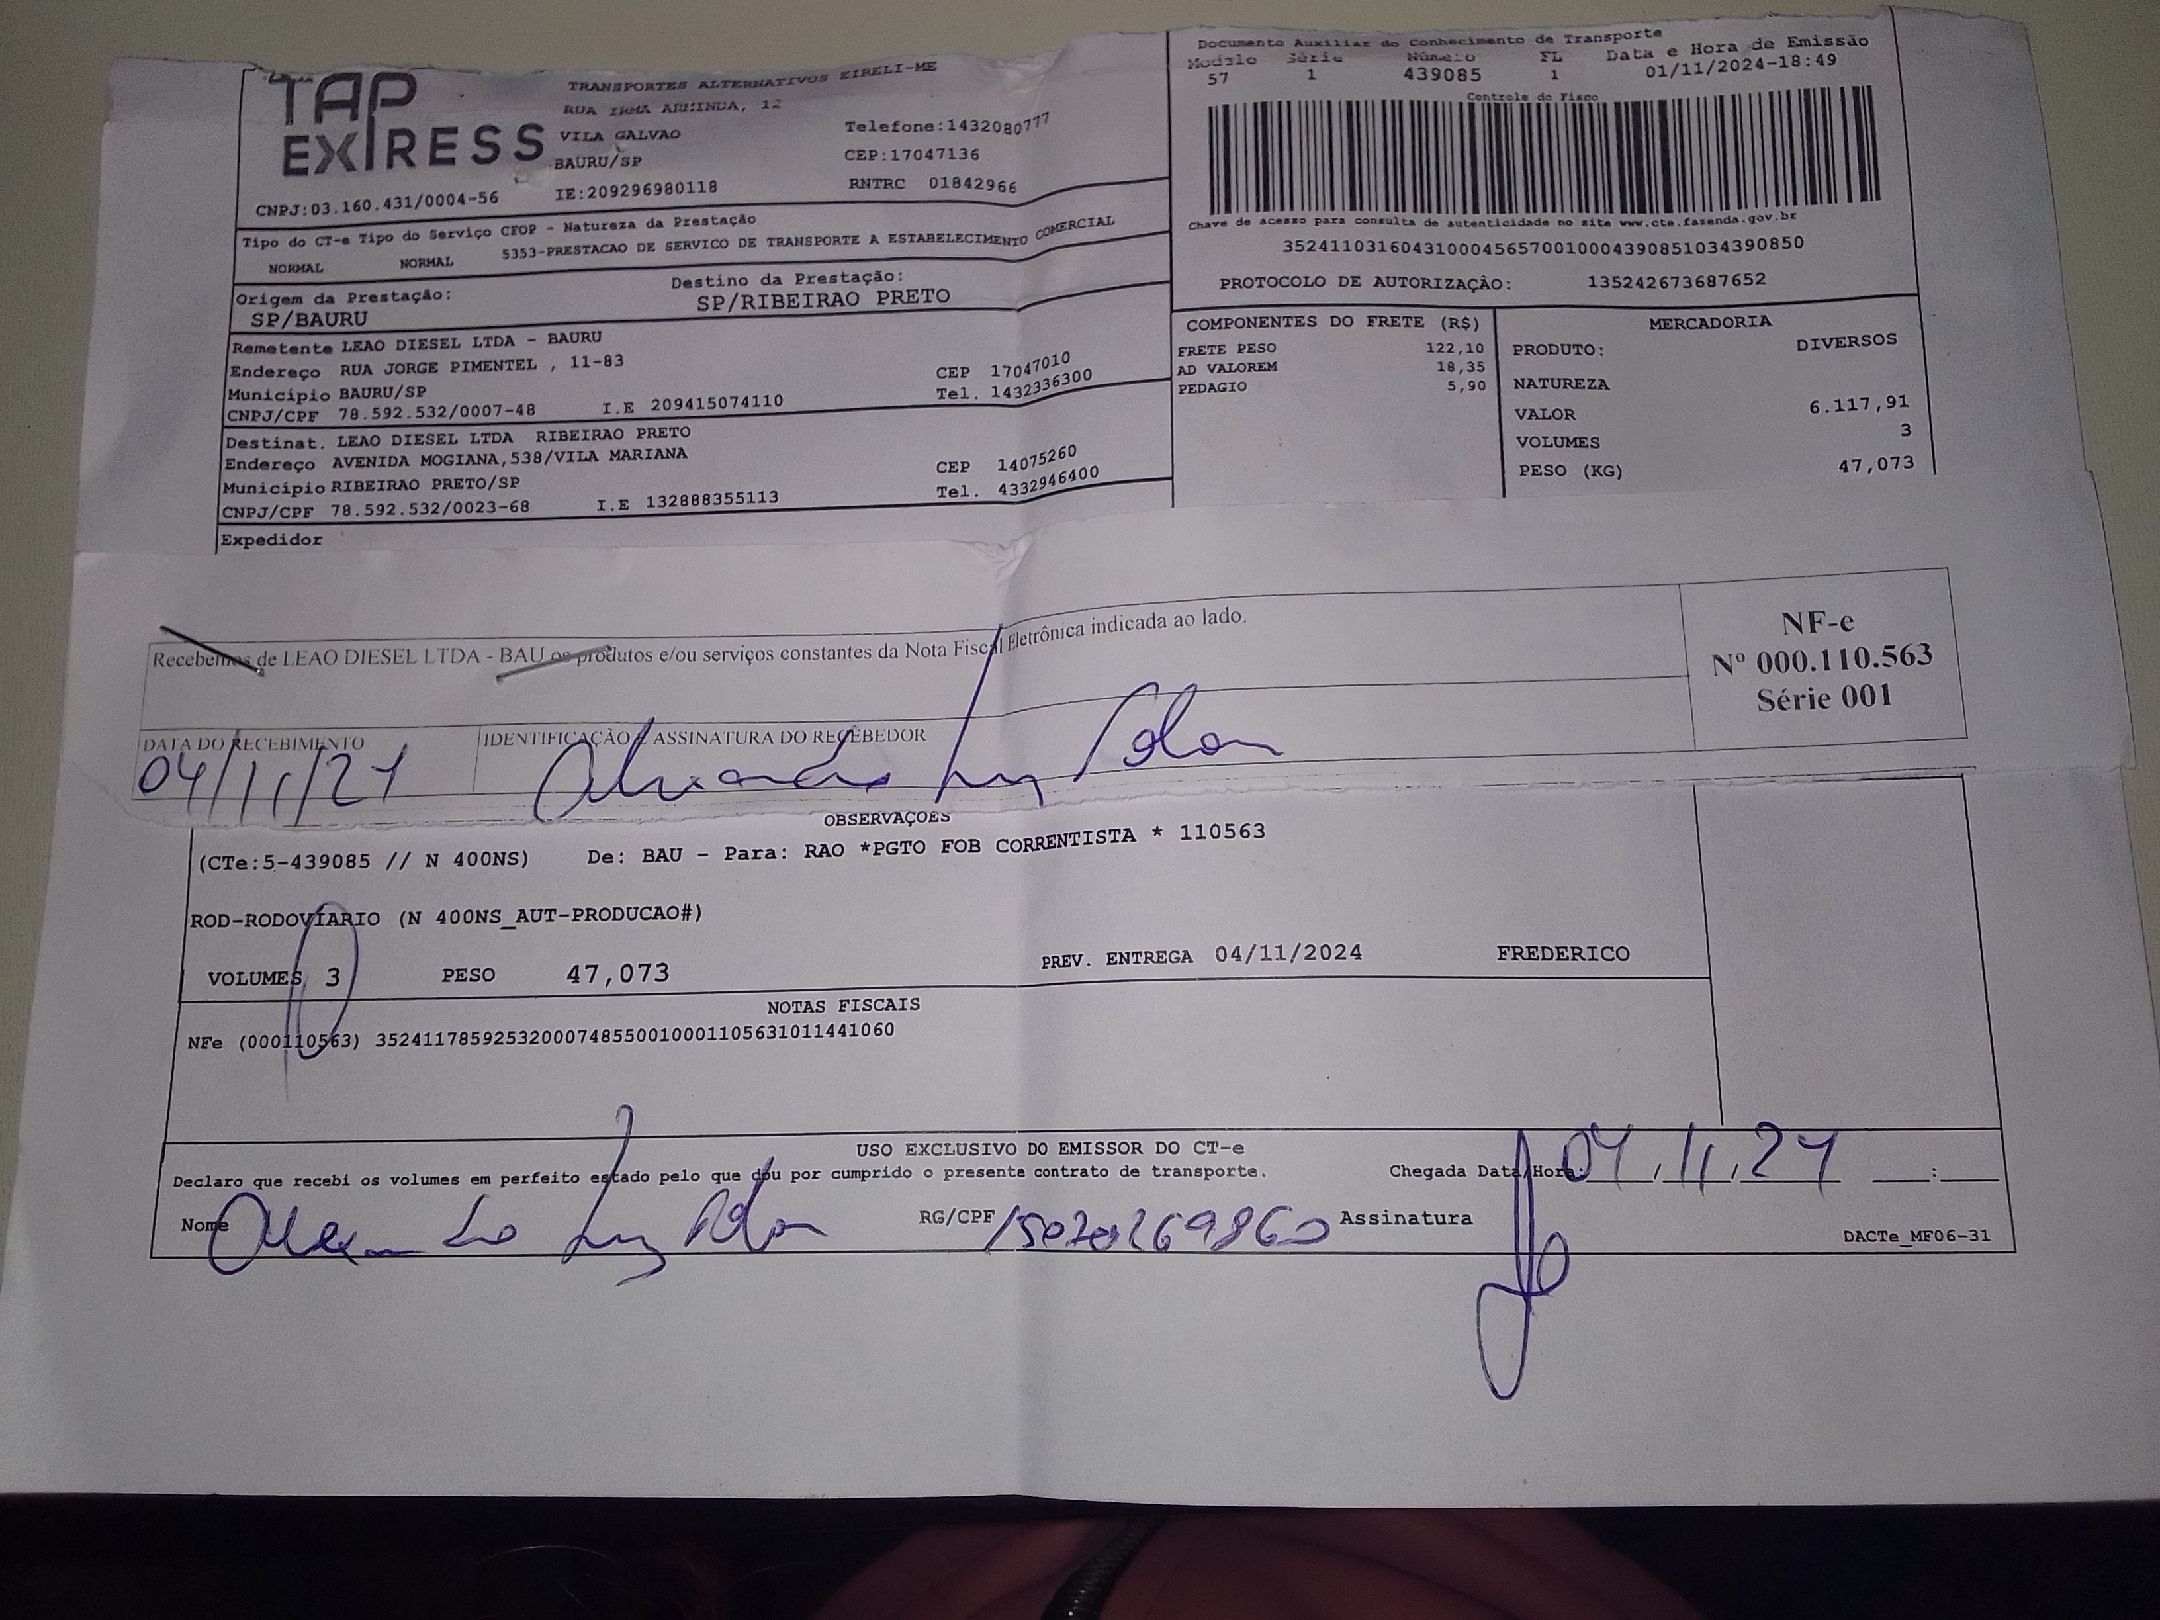 TAP
EXPRESS
TRANSPORTES ALTERNATIVOS EIRELI-ME
RUA IRMA ARMINDA, 12
VILA GALVAO
Telefone:1432080777
BAURU/SP
CEP:17047136
CNPJ:03.160.431/0004-56
IE:209296980118
RNTRC 01842966
Tipo do CT-e Tipo do Serviço CFOP - Natureza da Prestação
NORMAL NORMAL 5353-PRESTACAO DE SERVICO DE TRANSPORTE A ESTABELECIMENTO COMERCIAL
Origem da Prestação:
SP/BAURU
Destino da Prestação:
SP/RIBEIRAO PRETO
Remetente LEAO DIESEL LTDA - BAURU
Endereço RUA JORGE PIMENTEL , 11-83 CEP 17047010
Município BAURU/SP Tel. 1432336300
CNPJ/CPF 78.592.532/0007-48 I.E 209415074110
Destinat. LEAO DIESEL LTDA RIBEIRAO PRETO
Endereço AVENIDA MOGIANA,538/VILA MARIANA CEP 14075260
Município RIBEIRAO PRETO/SP Tel. 4332946400
CNPJ/CPF 78.592.532/0023-68 I.E 132888355113
Expedidor
Documento Auxiliar do Conhecimento de Transporte
Modelo Série Número FL Data e Hora de Emissão
57 1 439085 1 01/11/2024-18:49
Controle do Fisco
Chave de acesso para consulta de autenticidade no site www.cte.fazenda.gov.br
35241103160431000456570010004390851034390850
PROTOCOLO DE AUTORIZAÇÂO: 135242673687652
COMPONENTES DO FRETE (R$)
FRETE PESO 122,10
AD VALOREM 18,35
PEDAGIO 5,90
MERCADORIA
PRODUTO: DIVERSOS
NATUREZA
VALOR 6.117,91
VOLUMES 3
PESO (KG) 47,073
Recebemos de LEAO DIESEL LTDA - BAU os produtos e/ou serviços constantes da Nota Fiscal Eletrônica indicada ao lado.
NF-e
Nº 000.110.563
Série 001
DATA DO RECEBIMENTO
04/11/24
IDENTIFICAÇÃO E ASSINATURA DO RECEBEDOR
OBSERVAÇOES
(CTe:5-439085 // N 400NS) De: BAU - Para: RAO *PGTO FOB CORRENTISTA * 110563
ROD-RODOVIARIO (N 400NS_AUT-PRODUCAO#)
VOLUMES 3 PESO 47,073 PREV. ENTREGA 04/11/2024 FREDERICO
NOTAS FISCAIS
NFe (000110563) 35241178592532000748550010001105631011441060
USO EXCLUSIVO DO EMISSOR DO CT-e
Declaro que recebi os volumes em perfeito estado pelo que dou por cumprido o presente contrato de transporte. Chegada Data/Hora: 04/11/24 :
Nome RG/CPF Assinatura
DACTe_MF06-31